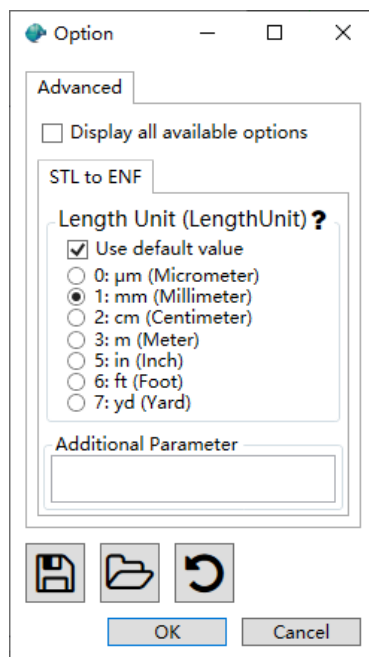 Option
Advanced
Display all available options
STL to ENF
Length Unit (LengthUnit) ?
Use default value
0: µm (Micrometer)
1: mm (Millimeter)
2: cm (Centimeter)
3: m (Meter)
5: in (Inch)
6: ft (Foot)
7: yd (Yard)
Additional Parameter
OK Cancel